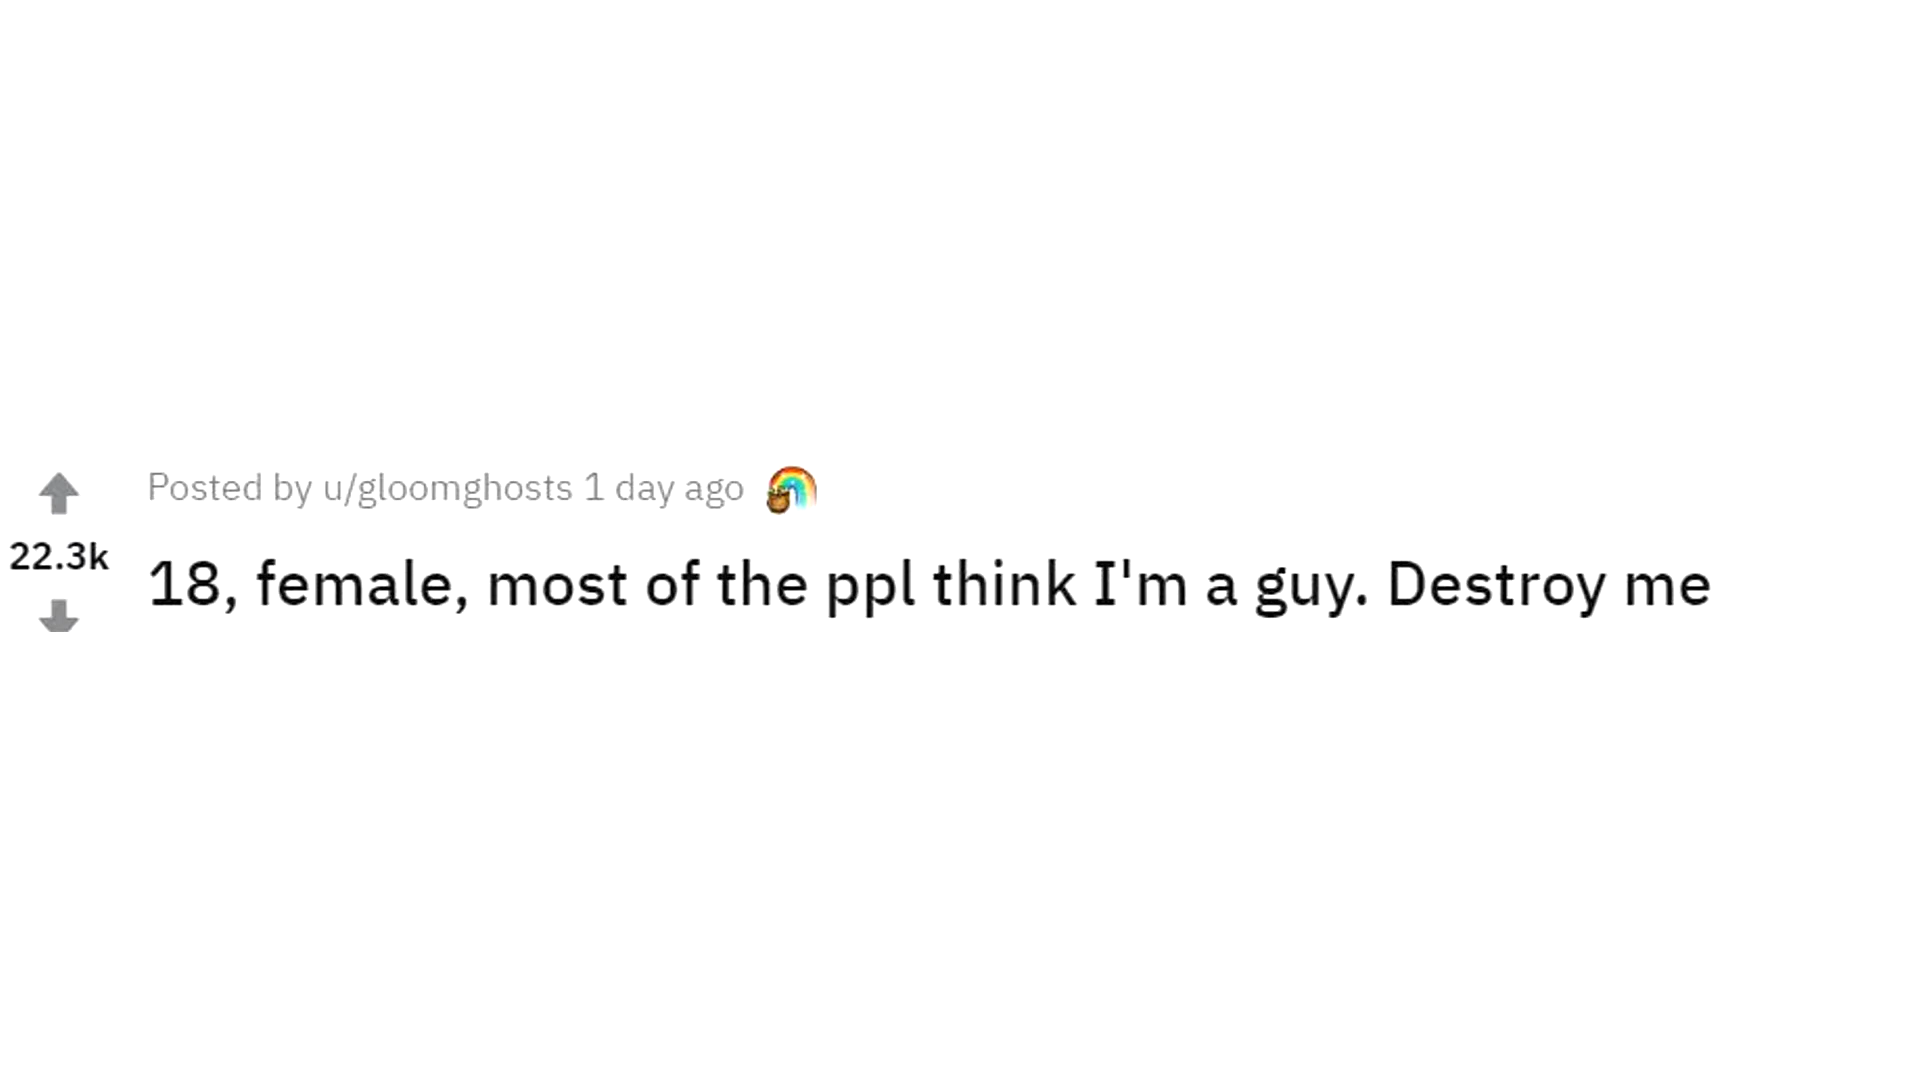 Posted by u/gloomghosts 1 day ago
22.3k
18, female, most of the ppl think I'm a guy. Destroy me